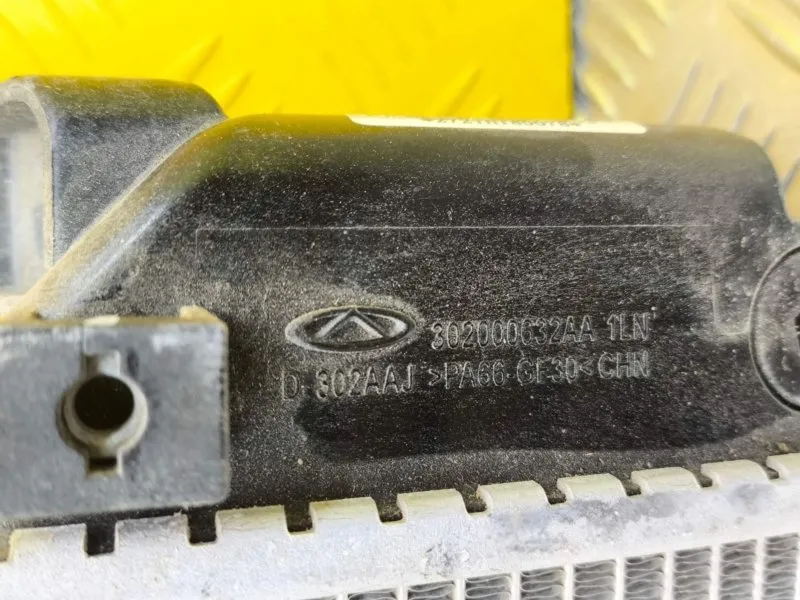 302000632AA 1LN
D-302AAJ >PA66-GF30< CHN